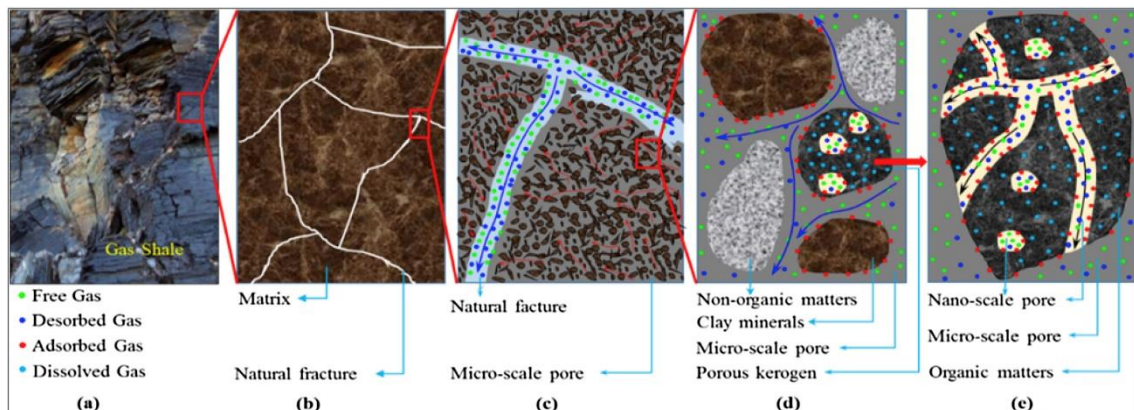 Gas Shale
Free Gas
Desorbed Gas
Adsorbed Gas
Dissolved Gas
(a)
Matrix
Natural fracture
(b)
Natural facture
Micro-scale pore
(c)
Non-organic matters
Clay minerals
Micro-scale pore
Porous kerogen
(d)
Nano-scale pore
Micro-scale pore
Organic matters
(e)